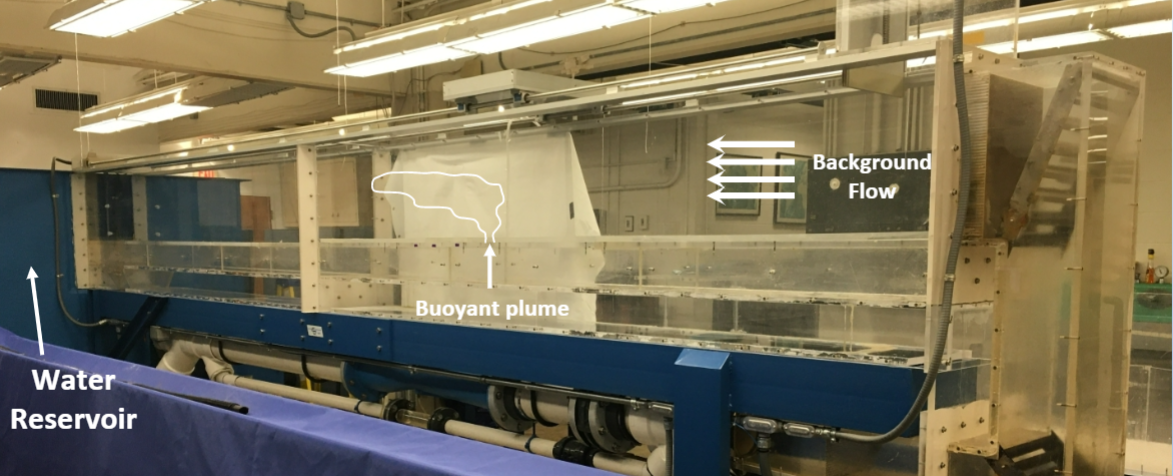 Background
Flow
Buoyant plume
Water
Reservoir